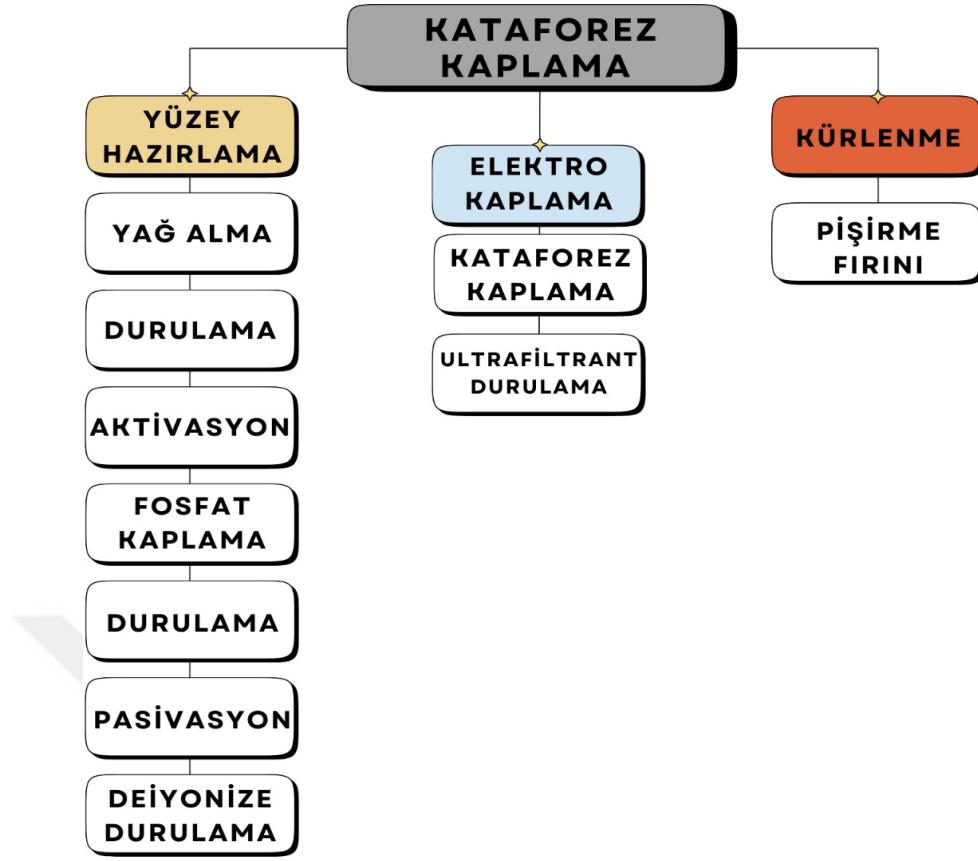 KATAFOREZ
KAPLAMA
YÜZEY
HAZIRLAMA
YAĞ ALMA
DURULAMA
AKTİVASYON
FOSFAT
KAPLAMA
DURULAMA
PASİVASYON
DEİYONİZE
DURULAMA
ELEKTRO
KAPLAMA
KATAFOREZ
KAPLAMA
ULTRAFİLTRANT
DURULAMA
KÜRLENME
PİŞİRME
FIRINI